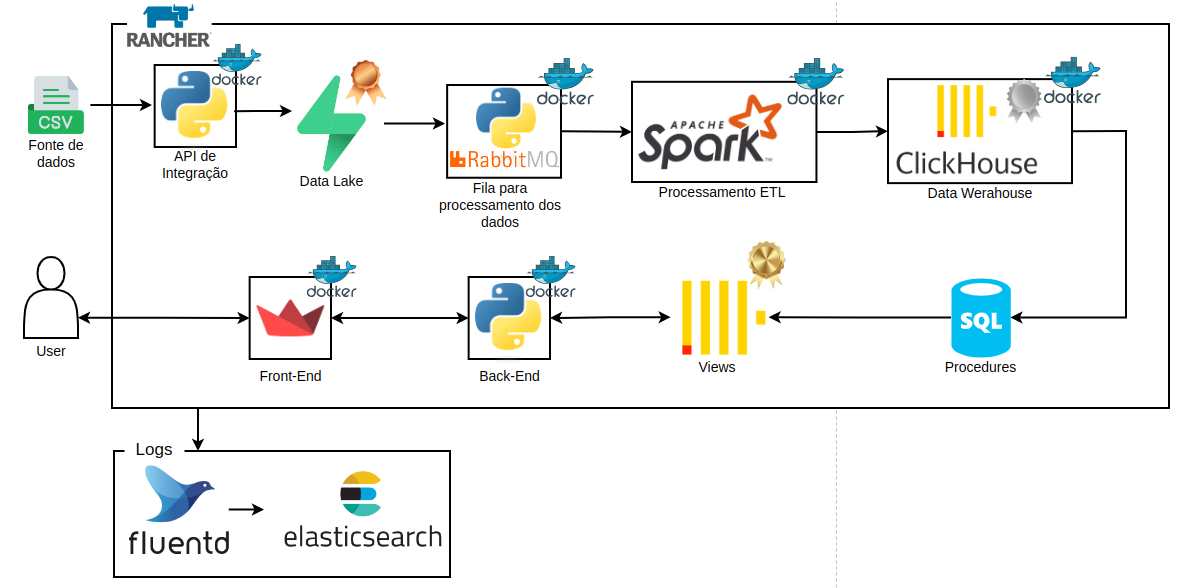 RANCHER
docker
docker
docker
docker
CSV
Fonte de
dados
API de
Integração
Data Lake
RabbitMQ
Fila para
processamento dos
dados
APACHE
Spark™
Processamento ETL
ClickHouse
Data Werahouse
docker
docker
User
Front-End
Back-End
Views
SQL
Procedures
Logs
fluentd
elasticsearch